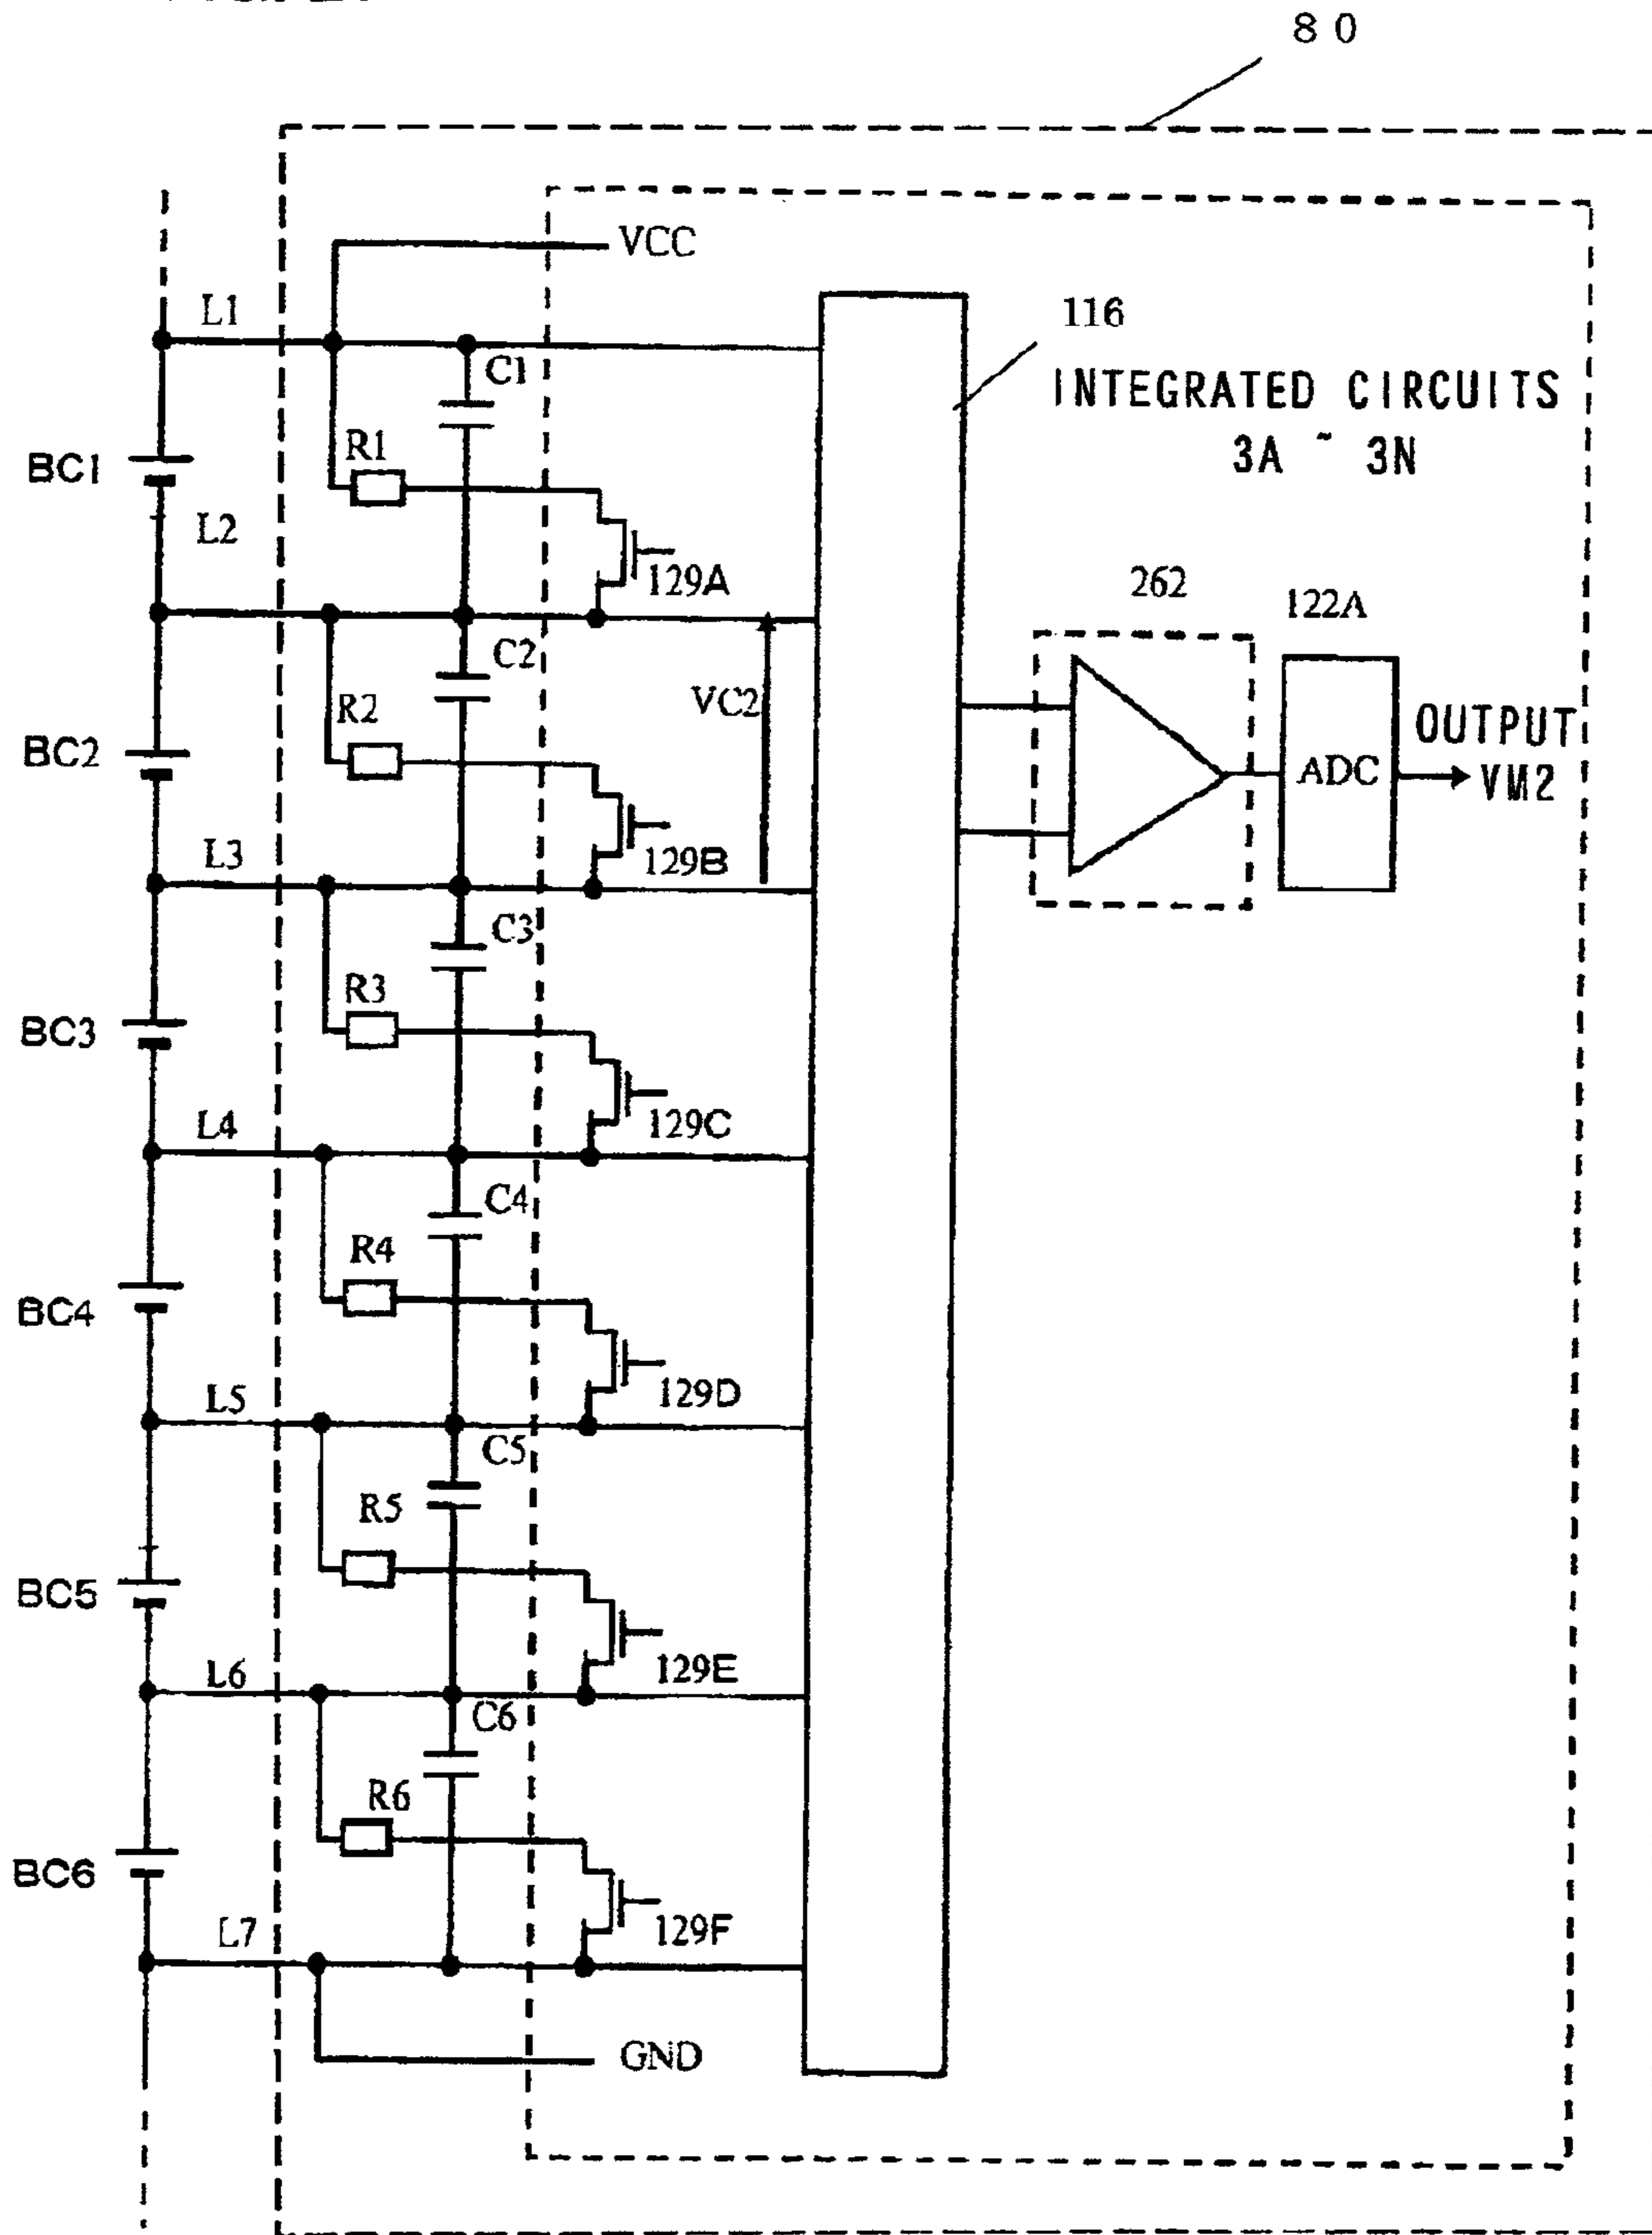 80
VCC
L1
116
C1
INTEGRATED CIRCUITS
3A ~ 3N
R1
BC1
L2
129A
262
122A
C2
VC2
R2
OUTPUT
VM2
BC2
ADC
L3
129B
C3
R3
BC3
L4
129C
C4
R4
BC4
129D
L5
C5
R5
BC5
129E
L6
C6
R6
BC6
129F
L7
GND